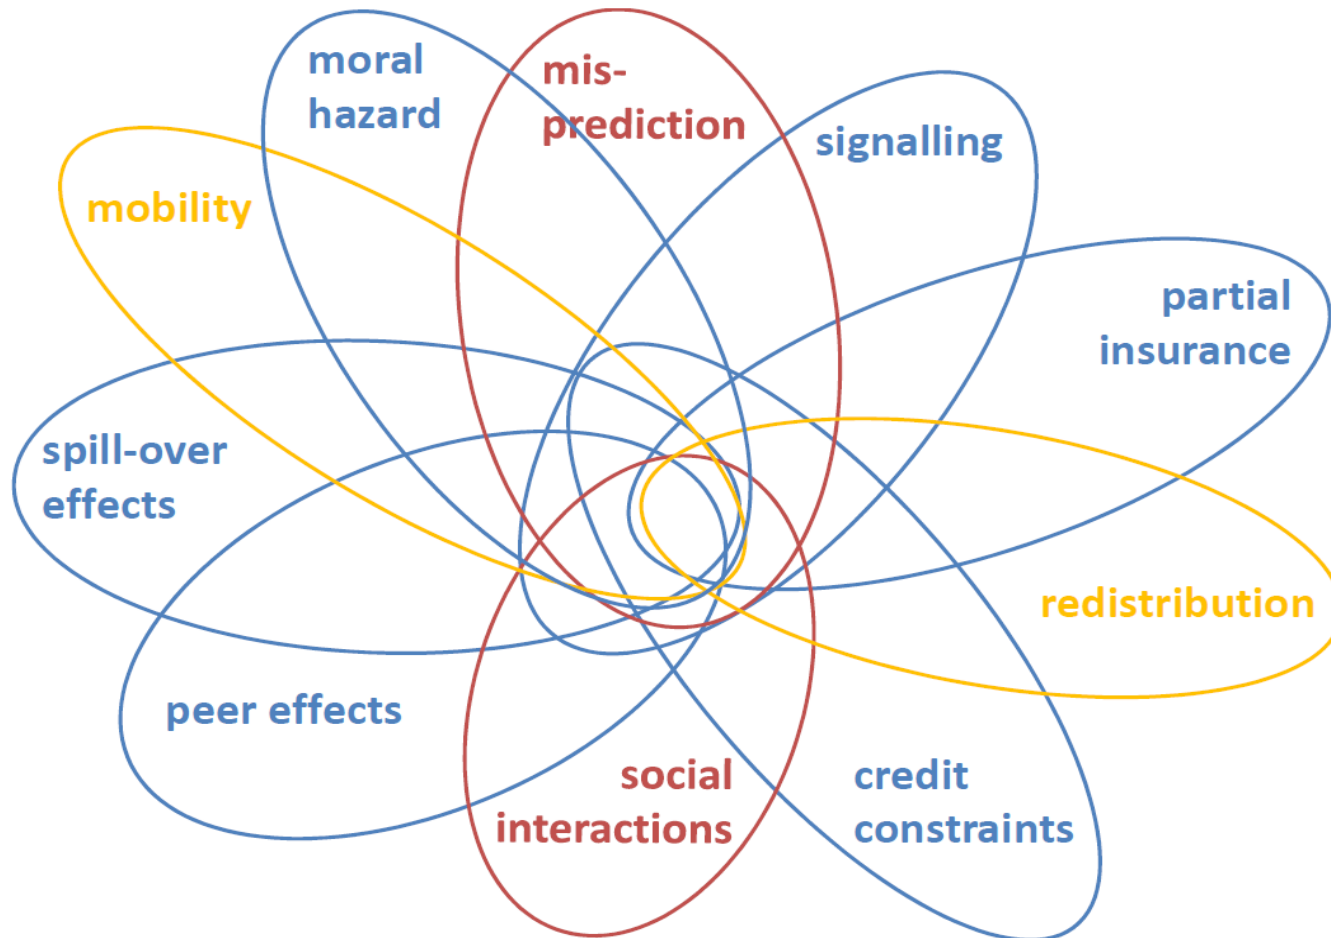 moral
hazard
mis-
prediction
signalling
mobility
partial
insurance
spill-over
effects
redistribution
peer effects
social
interactions
credit
constraints